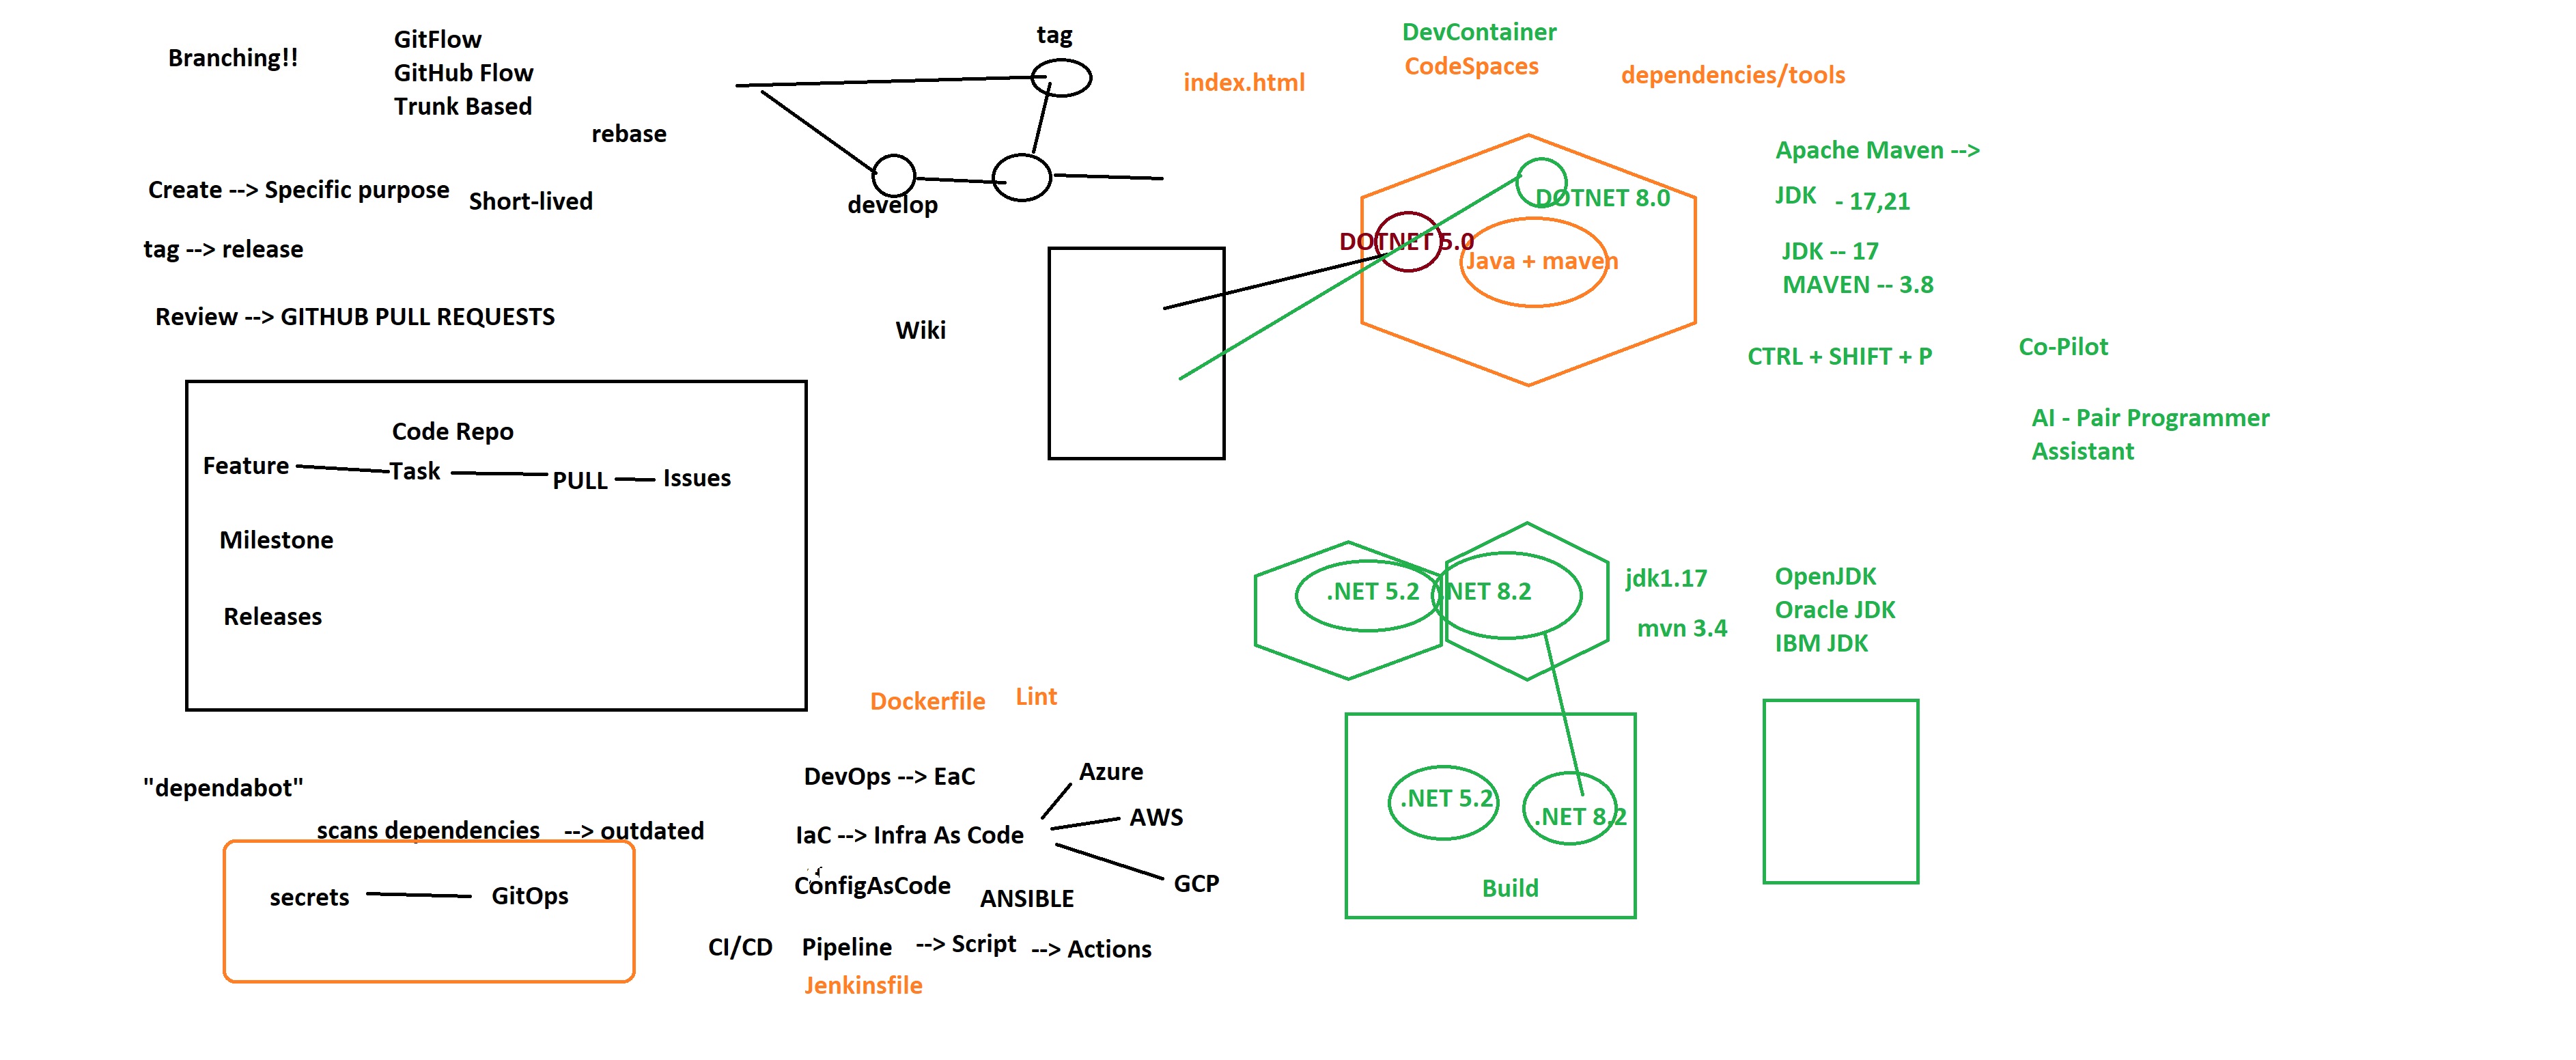 Branching!!
GitFlow
GitHub Flow
Trunk Based
rebase
Create --> Specific purpose
Short-lived
tag --> release
Review --> GITHUB PULL REQUESTS
tag
develop
index.html
DevContainer
CodeSpaces
dependencies/tools
DOTNET 8.0
DOTNET 5.0
Java + maven
Apache Maven -->
JDK - 17,21
JDK -- 17
MAVEN -- 3.8
CTRL + SHIFT + P
Co-Pilot
AI - Pair Programmer
Assistant
Wiki
Code Repo
Feature Task PULL Issues
Milestone
Releases
"dependabot"
scans dependencies --> outdated
secrets GitOps
Dockerfile
Lint
DevOps --> EaC
IaC --> Infra As Code
Azure
AWS
GCP
ConfigAsCode
ANSIBLE
CI/CD Pipeline --> Script --> Actions
Jenkinsfile
.NET 5.2
NET 8.2
jdk1.17
mvn 3.4
OpenJDK
Oracle JDK
IBM JDK
.NET 5.2
.NET 8.2
Build